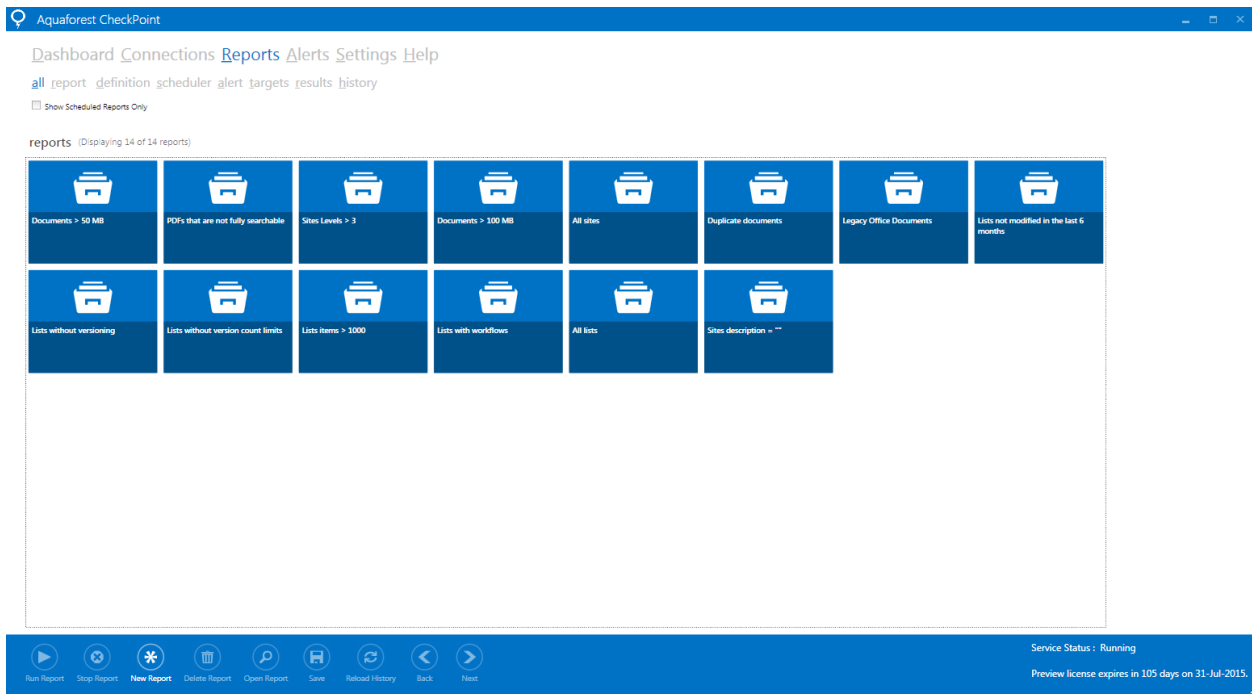 Aquaforest CheckPoint
Dashboard Connections Reports Alerts Settings Help
all report definition scheduler alert targets results history
Show Scheduled Reports Only
reports (Displaying 14 of 14 reports)
Documents > 50 MB
PDFs that are not fully searchable
Sites Levels > 3
Documents > 100 MB
All sites
Duplicate documents
Legacy Office Documents
Lists not modified in the last 6
months
Lists without versioning
Lists without version count limits
Lists items > 1000
Lists with workflows
All lists
Sites description = ""
Service Status : Running
Run Report Stop Report New Report Delete Report Open Report Save Reload History Back Next
Preview license expires in 105 days on 31-Jul-2015.